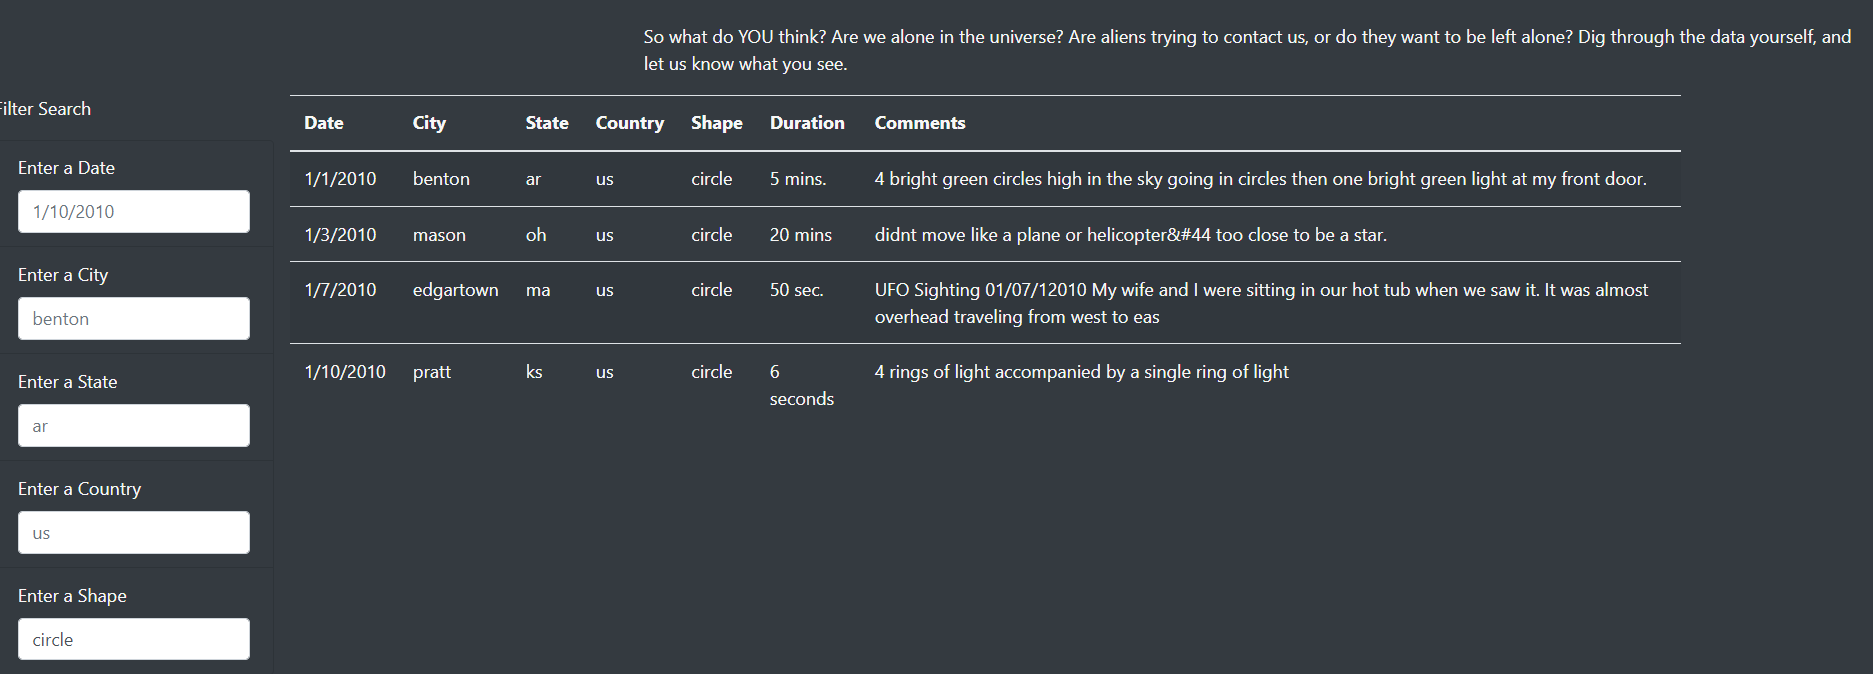 So what do YOU think? Are we alone in the universe? Are aliens trying to contact us, or do they want to be left alone? Dig through the data yourself, and
let us know what you see.
Filter Search
Enter a Date
1/10/2010
Enter a City
benton
Enter a State
ar
Enter a Country
us
Enter a Shape
circle
Date City State Country Shape Duration Comments
1/1/2010 benton ar us circle 5 mins. 4 bright green circles high in the sky going in circles then one bright green light at my front door.
1/3/2010 mason oh us circle 20 mins didnt move like a plane or helicopter&#44 too close to be a star.
1/7/2010 edgartown ma us circle 50 sec. UFO Sighting 01/07/12010 My wife and I were sitting in our hot tub when we saw it. It was almost
overhead traveling from west to eas
1/10/2010 pratt ks us circle 6 4 rings of light accompanied by a single ring of light
seconds